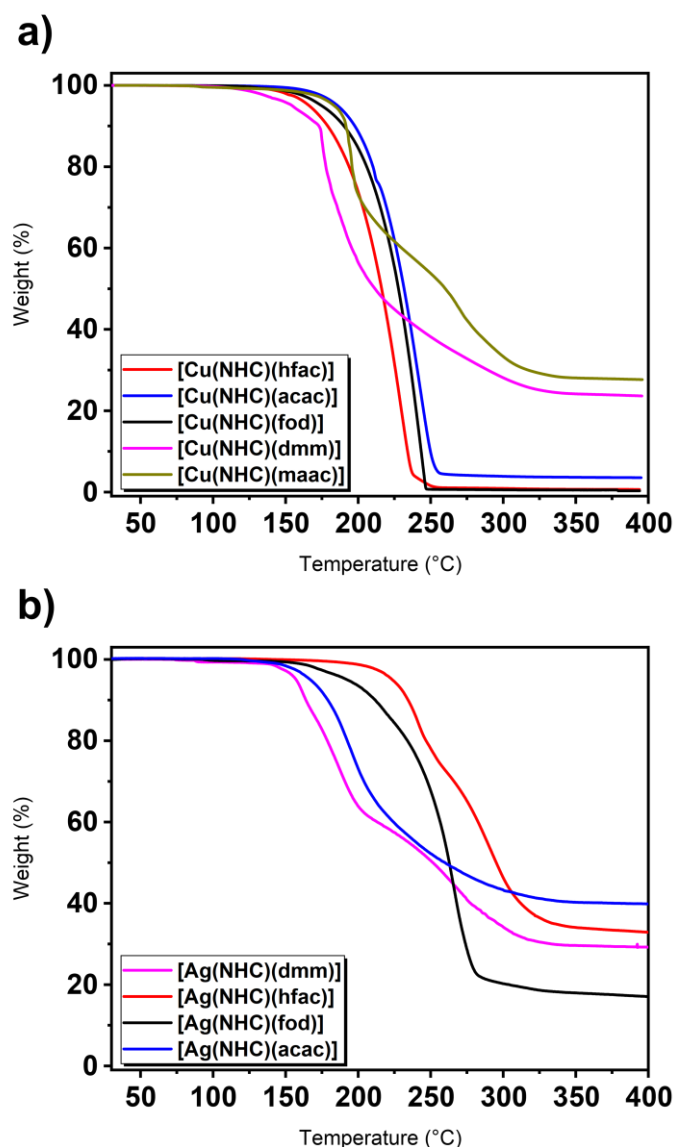 a)
100
80
60
40
20
0
Weight (%)
[Cu(NHC)(hfac)]
[Cu(NHC)(acac)]
[Cu(NHC)(fod)]
[Cu(NHC)(dmm)]
[Cu(NHC)(maac)]
50 100 150 200 250 300 350 400
Temperature (°C)
b)
100
80
60
40
20
0
Weight (%)
[Ag(NHC)(dmm)]
[Ag(NHC)(hfac)]
[Ag(NHC)(fod)]
[Ag(NHC)(acac)]
50 100 150 200 250 300 350 400
Temperature (°C)